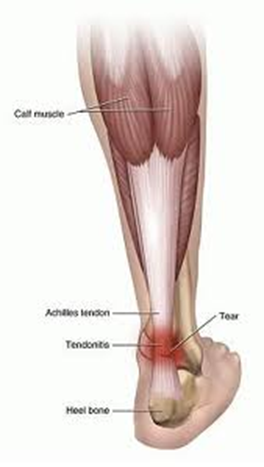 Calf muscle
Achilles tendon
Tear
Tendonitis
Heel bone